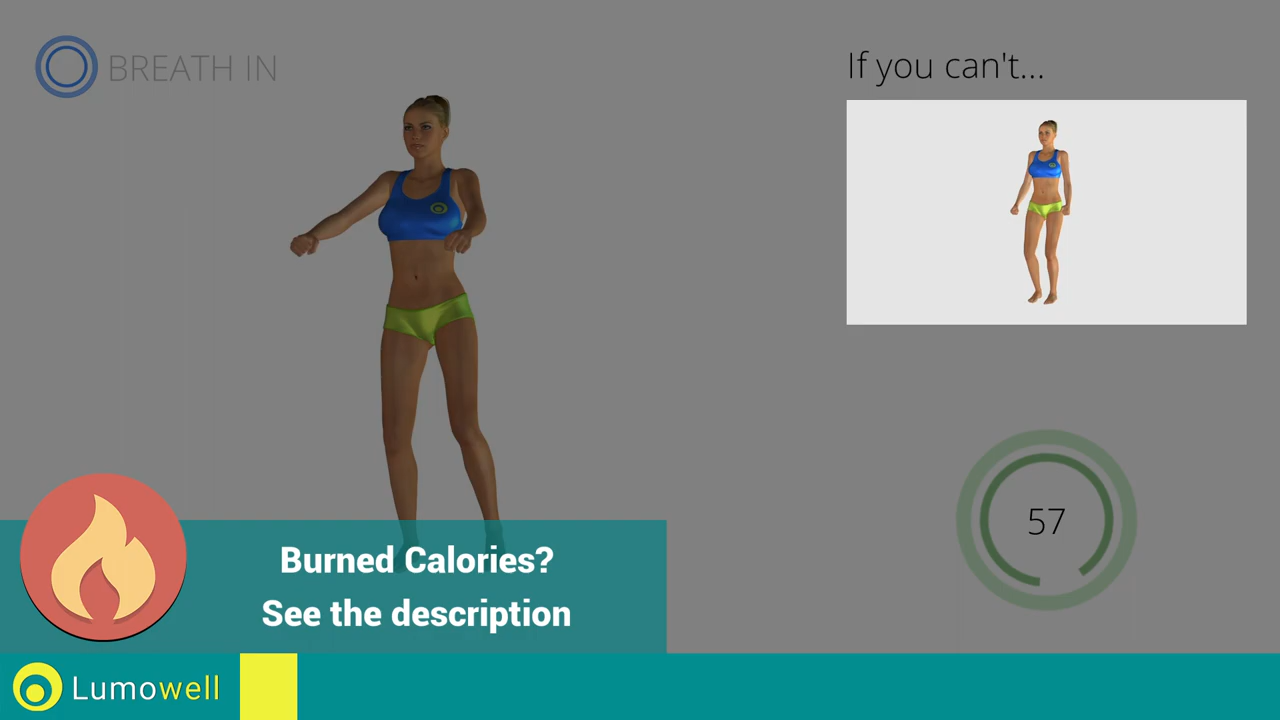 BREATH IN
If you can't...
57
Burned Calories?
See the description
Lumowell